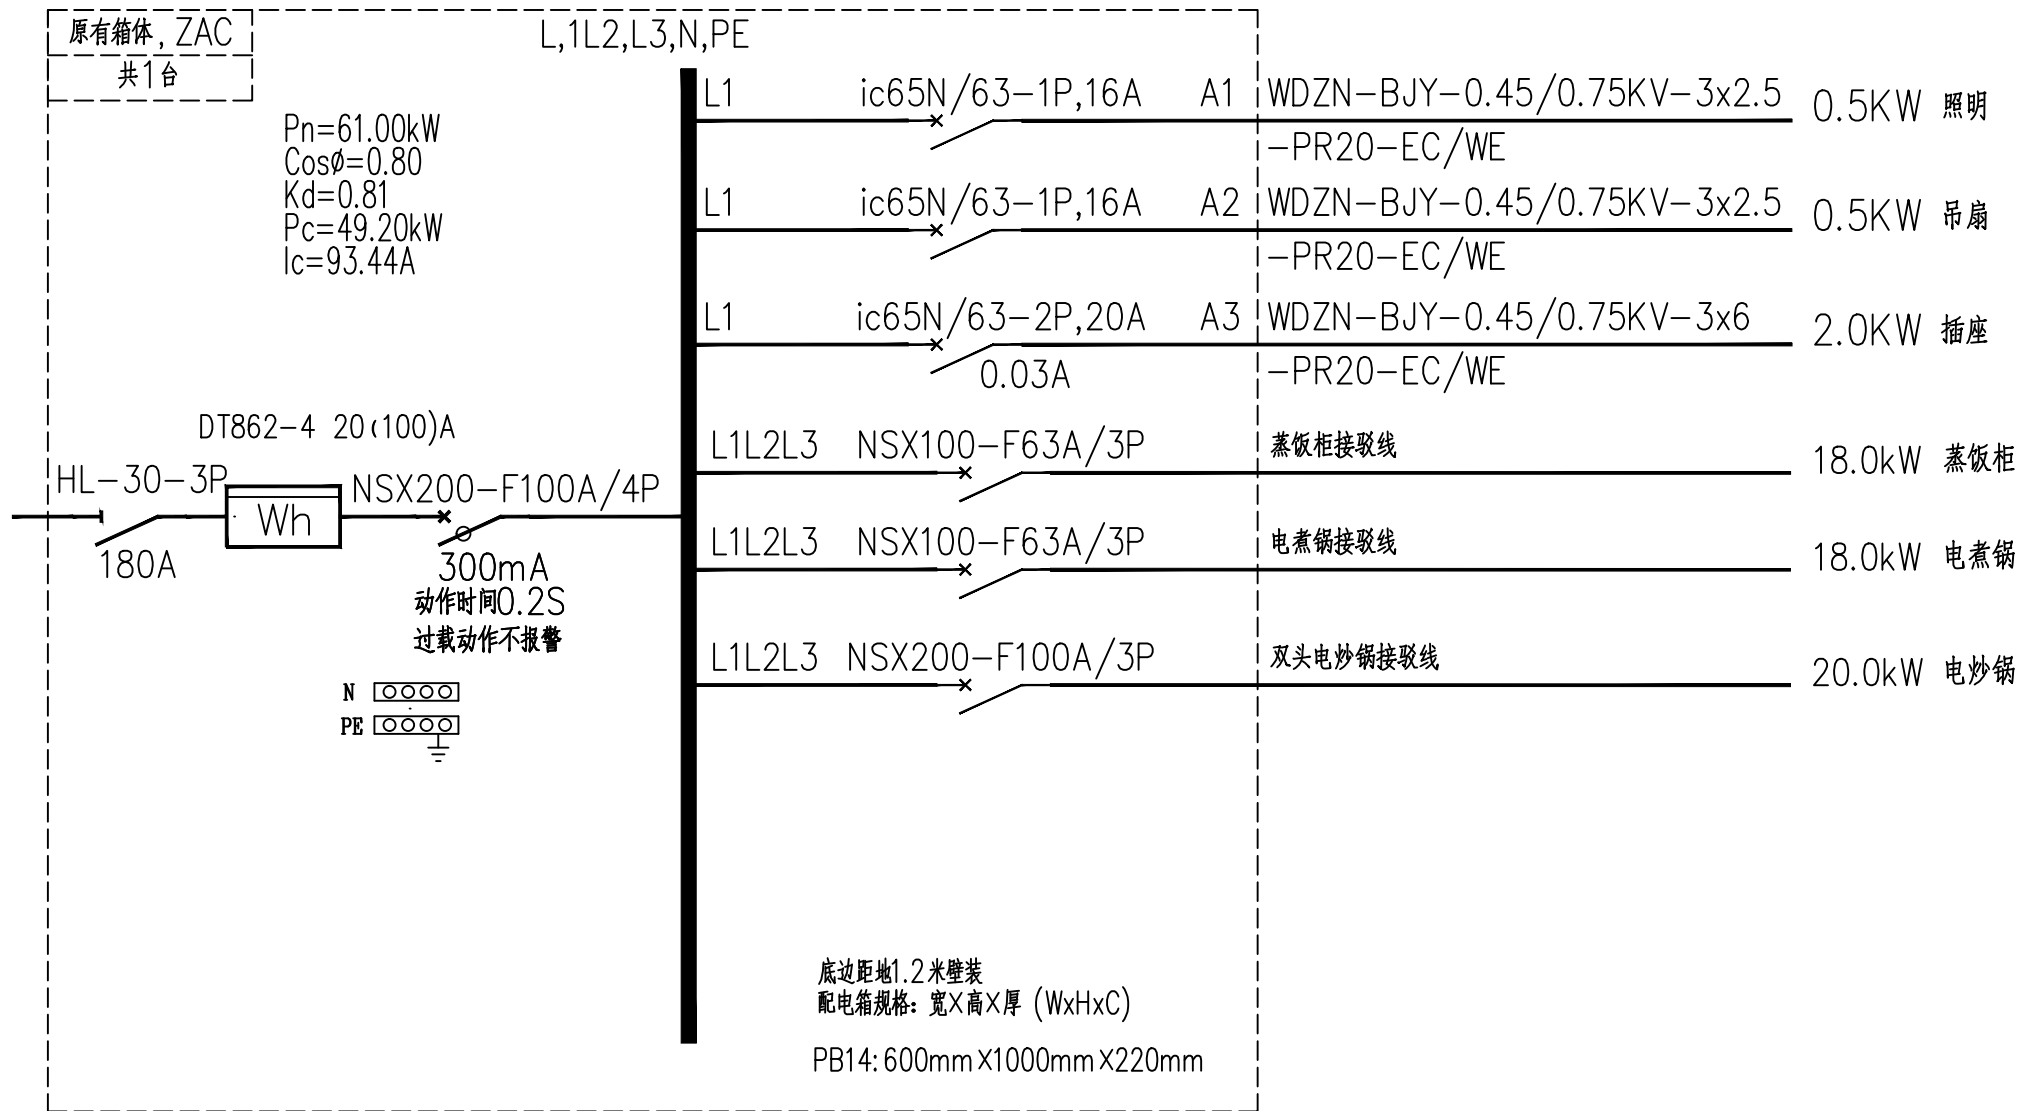 原有箱体, ZAC
共1台
L,1L2,L3,N,PE
Pn=61.00kW
Cosø=0.80
Kd=0.81
Pc=49.20kW
Ic=93.44A
L1 ic65N/63-1P,16A A1 WDZN-BJY-0.45/0.75KV-3x2.5 0.5KW 照明
-PR20-EC/WE
L1 ic65N/63-1P,16A A2 WDZN-BJY-0.45/0.75KV-3x2.5 0.5KW 吊扇
-PR20-EC/WE
L1 ic65N/63-2P,20A A3 WDZN-BJY-0.45/0.75KV-3x6 2.0KW 插座
0.03A -PR20-EC/WE
DT862-4 20(100)A
HL-30-3P
Wh
NSX200-F100A/4P
180A
300mA
动作时间0.2S
过载动作不报警
L1L2L3 NSX100-F63A/3P 蒸饭柜接驳线 18.0kW 蒸饭柜
L1L2L3 NSX100-F63A/3P 电煮锅接驳线 18.0kW 电煮锅
L1L2L3 NSX200-F100A/3P 双头电炒锅接驳线 20.0kW 电炒锅
N
PE
底边距地1.2米壁装
配电箱规格: 宽X高X厚 (WxHxC)
PB14: 600mmX1000mmX220mm